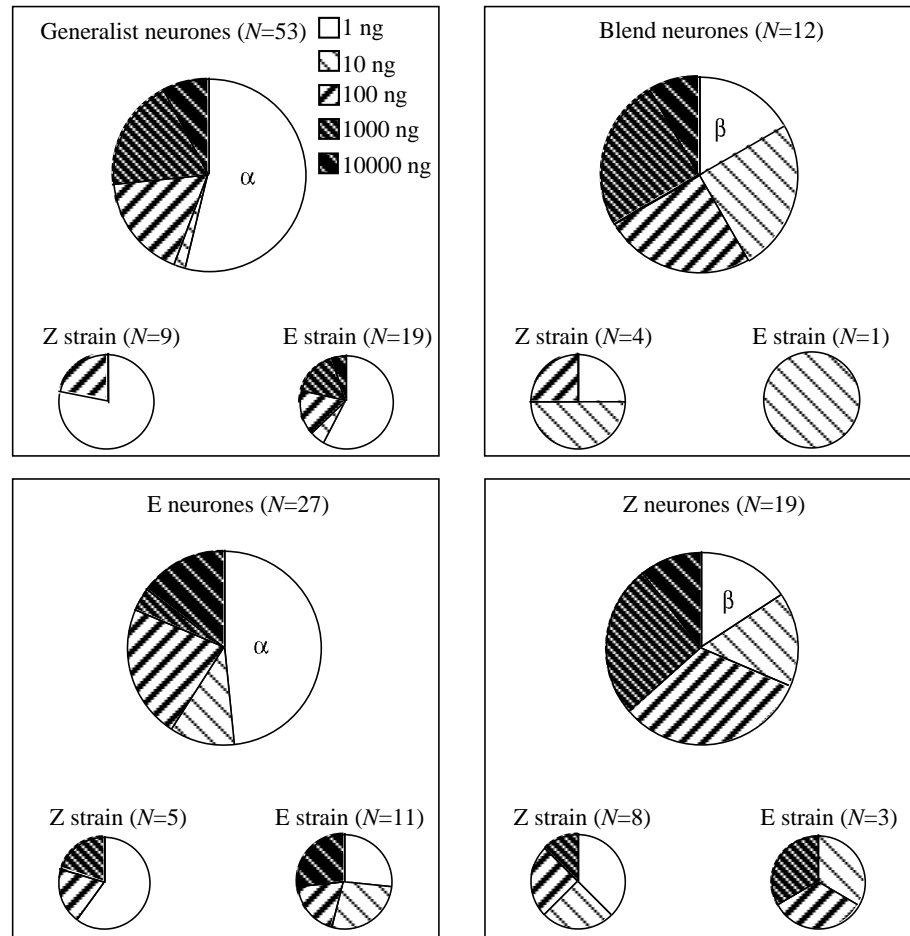 Generalist neurones (N=53)
1 ng
10 ng
100 ng
1000 ng
10000 ng
α
Z strain (N=9)
E strain (N=19)
Blend neurones (N=12)
β
Z strain (N=4)
E strain (N=1)
E neurones (N=27)
α
Z strain (N=5)
E strain (N=11)
Z neurones (N=19)
β
Z strain (N=8)
E strain (N=3)